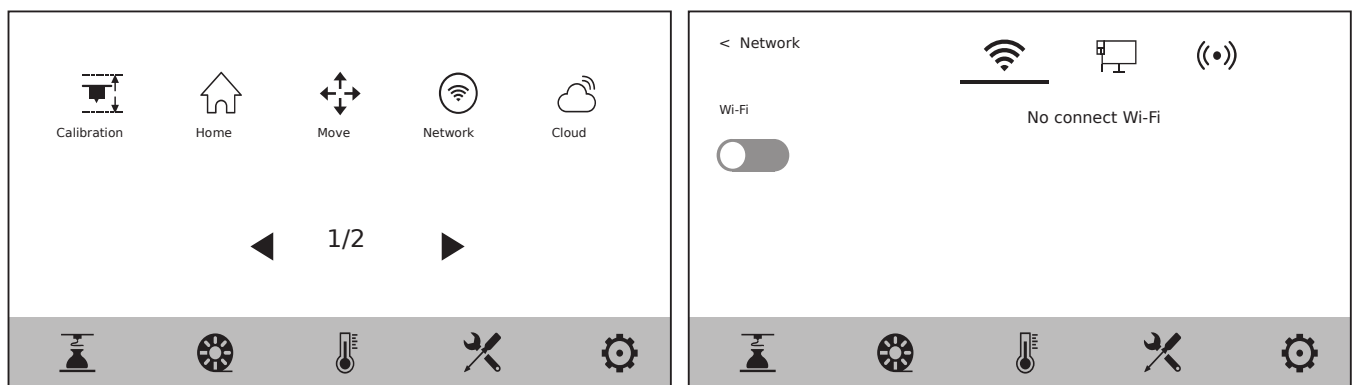 Calibration Home Move Network Cloud
1/2
< Network
Wi-Fi
No connect Wi-Fi